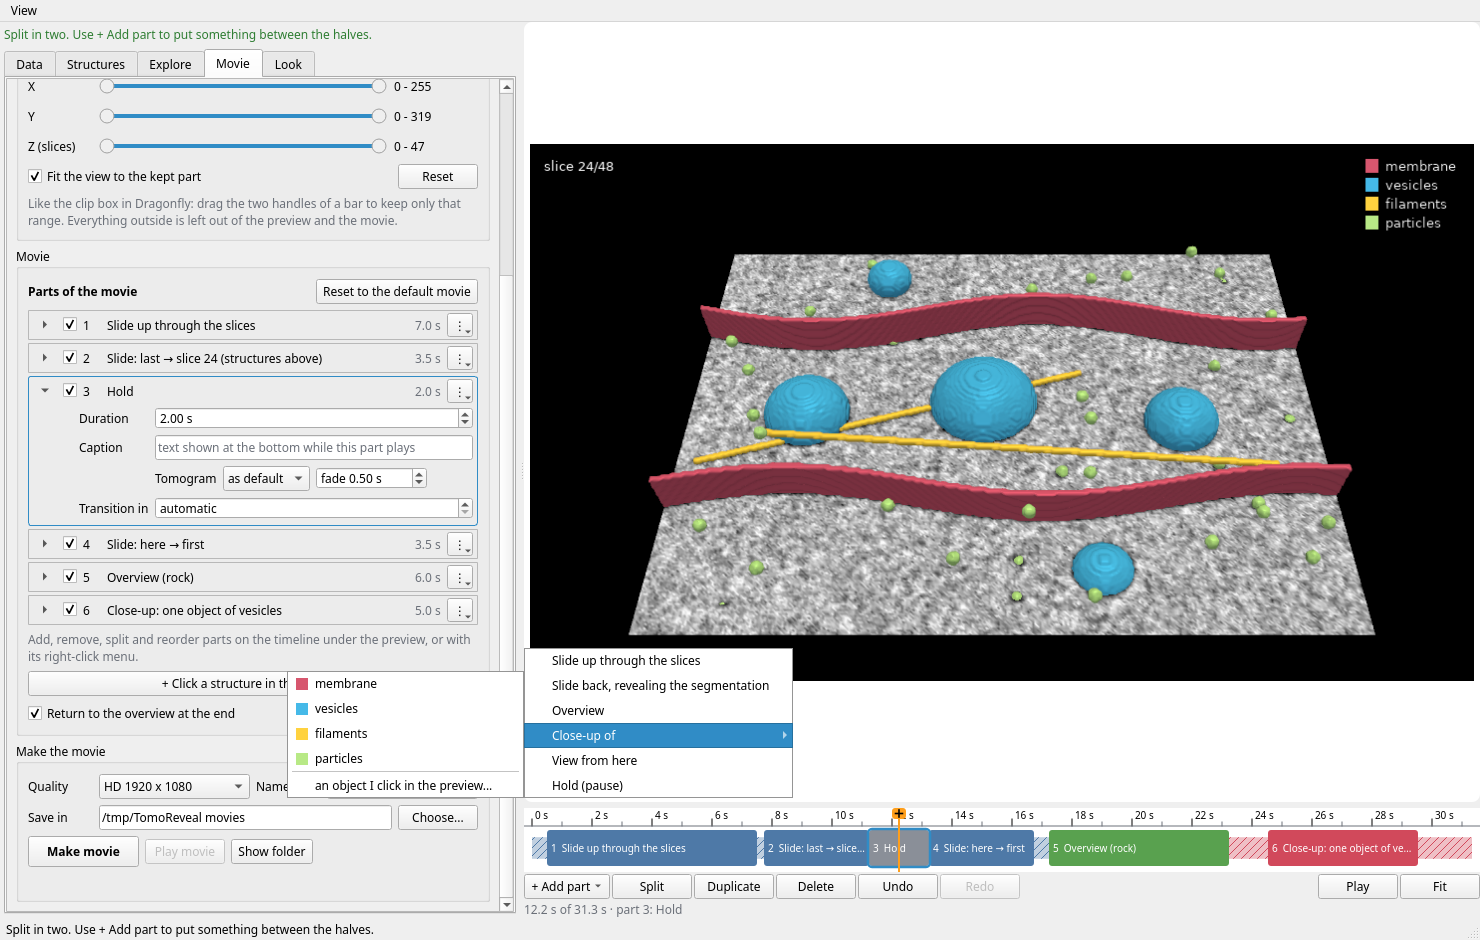 View
Split in two. Use + Add part to put something between the halves.
Data
Structures
Explore
Movie
Look
X
0 - 255
Y
0 - 319
Z (slices)
0 - 47
Fit the view to the kept part
Reset
Like the clip box in Dragonfly: drag the two handles of a bar to keep only that
range. Everything outside is left out of the preview and the movie.
Movie
Parts of the movie
Reset to the default movie
1 Slide up through the slices 7.0 s
2 Slide: last → slice 24 (structures above) 3.5 s
3 Hold 2.0 s
Duration 2.00 s
Caption text shown at the bottom while this part plays
Tomogram as default fade 0.50 s
Transition in automatic
4 Slide: here → first 3.5 s
5 Overview (rock) 6.0 s
6 Close-up: one object of vesicles 5.0 s
Add, remove, split and reorder parts on the timeline under the preview, or with
its right-click menu.
+ Click a structure in th
Return to the overview at the end
Make the movie
Quality HD 1920 x 1080 Name
Save in /tmp/TomoReveal movies Choose...
Make movie
Play movie
Show folder
membrane
vesicles
filaments
particles
an object I click in the preview...
Slide up through the slices
Slide back, revealing the segmentation
Overview
Close-up of
View from here
Hold (pause)
slice 24/48
membrane
vesicles
filaments
particles
0 s 2 s 4 s 6 s 8 s 10 s s 14 s 16 s 18 s 20 s 22 s 24 s 26 s 28 s 30 s
1 Slide up through the slices
2 Slide: last → slice...
3 Hold
4 Slide: here → first
5 Overview (rock)
6 Close-up: one object of ve...
+ Add part
Split
Duplicate
Delete
Undo
Redo
Play
Fit
12.2 s of 31.3 s · part 3: Hold
Split in two. Use + Add part to put something between the halves.